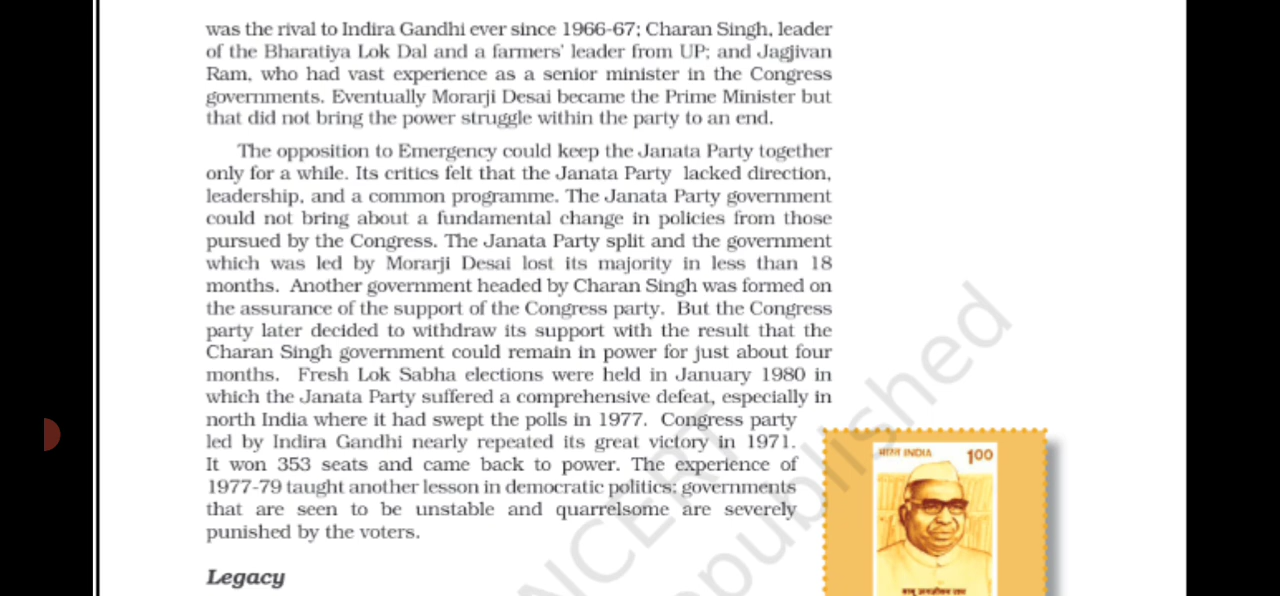 was the rival to Indira Gandhi ever since 1966-67; Charan Singh, leader
of the Bharatiya Lok Dal and a farmers' leader from UP; and Jagjivan
Ram, who had vast experience as a senior minister in the Congress
governments. Eventually Morarji Desai became the Prime Minister but
that did not bring the power struggle within the party to an end.
The opposition to Emergency could keep the Janata Party together
only for a while. Its critics felt that the Janata Party lacked direction,
leadership, and a common programme. The Janata Party government
could not bring about a fundamental change in policies from those
pursued by the Congress. The Janata Party split and the government
which was led by Morarji Desai lost its majority in less than 18
months. Another government headed by Charan Singh was formed on
the assurance of the support of the Congress party. But the Congress
party later decided to withdraw its support with the result that the
Charan Singh government could remain in power for just about four
months. Fresh Lok Sabha elections were held in January 1980 in
which the Janata Party suffered a comprehensive defeat, especially in
north India where it had swept the polls in 1977. Congress party
led by Indira Gandhi nearly repeated its great victory in 1971.
It won 353 seats and came back to power. The experience of
1977-79 taught another lesson in democratic politics: governments
that are seen to be unstable and quarrelsome are severely
punished by the voters.
Legacy
भारत INDIA 100
बाबू जगजीवन राम
NCERT
published